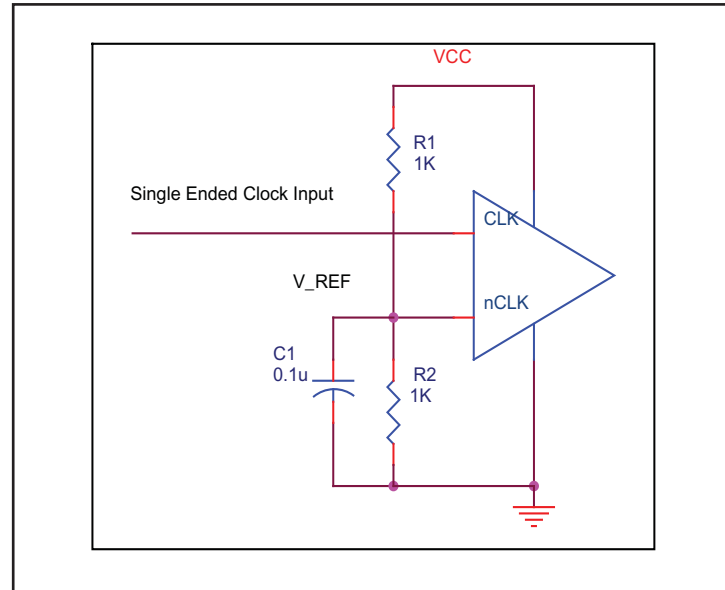 VCC
R1
1K
Single Ended Clock Input
CLK
V_REF
nCLK
C1
0.1u
R2
1K